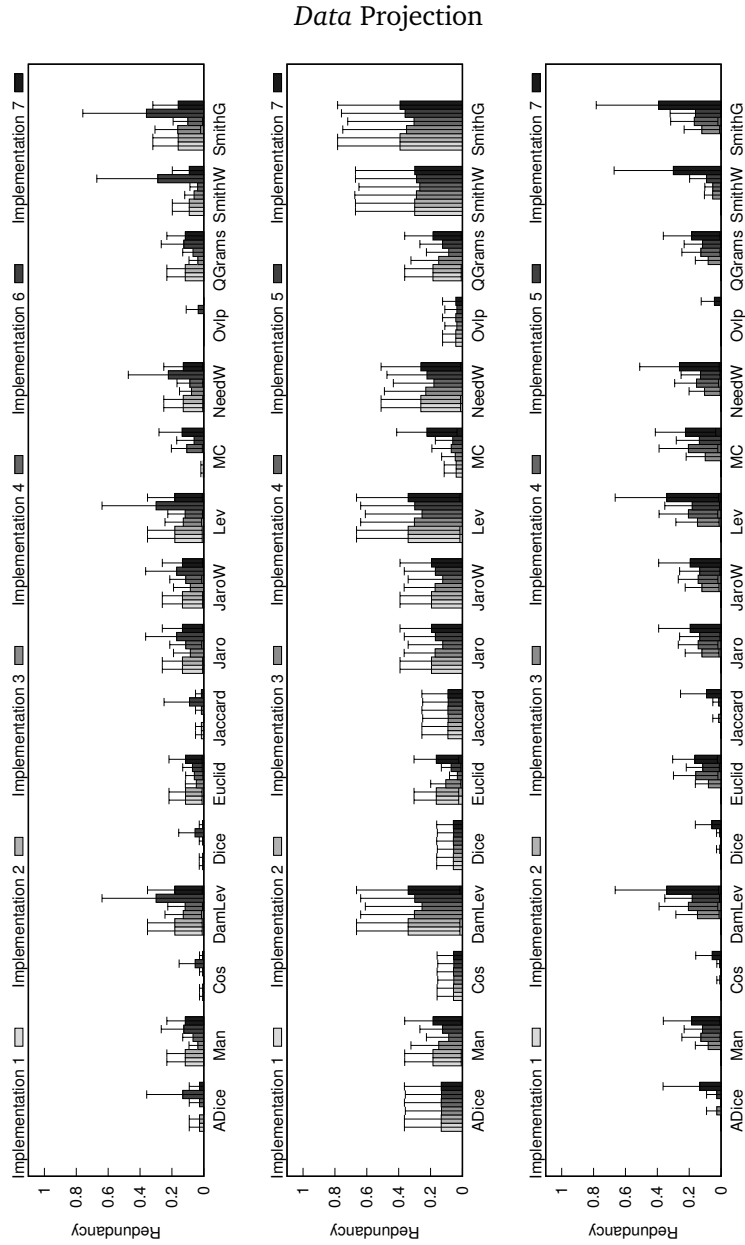 Data Projection
Implementation 1 Implementation 2 Implementation 3 Implementation 4 Implementation 5 Implementation 6 Implementation 7
Redundancy
1
0.8
0.6
0.4
0.2
0
ADice Man Cos DamLev Dice Euclid Jaccard Jaro JaroW Lev MC NeedW Ovlp QGrams SmithW SmithG
Implementation 1 Implementation 2 Implementation 3 Implementation 4 Implementation 5 Implementation 7
Redundancy
1
0.8
0.6
0.4
0.2
0
ADice Man Cos DamLev Dice Euclid Jaccard Jaro JaroW Lev MC NeedW Ovlp QGrams SmithW SmithG
Implementation 1 Implementation 2 Implementation 3 Implementation 4 Implementation 5 Implementation 7
Redundancy
1
0.8
0.6
0.4
0.2
0
ADice Man Cos DamLev Dice Euclid Jaccard Jaro JaroW Lev MC NeedW Ovlp QGrams SmithW SmithG